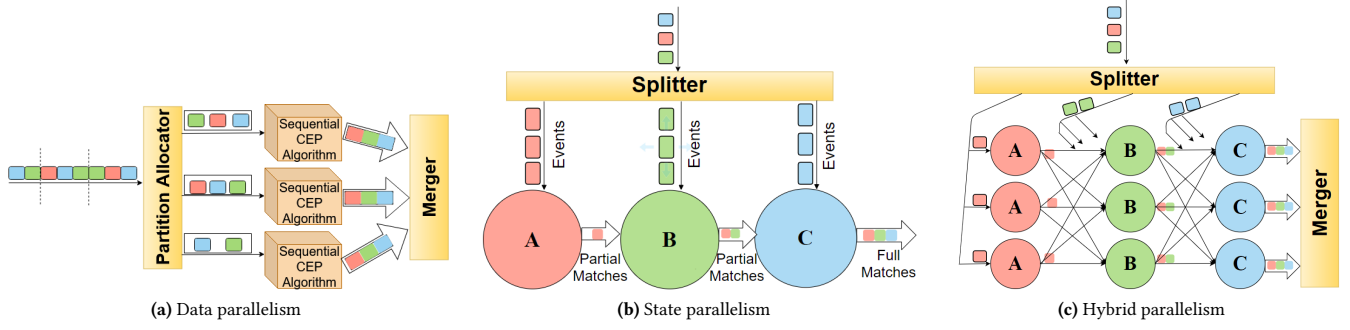 Partition Allocator
Sequential
CEP
Algorithm
Sequential
CEP
Algorithm
Sequential
CEP
Algorithm
Merger
(a) Data parallelism
Splitter
Events
Events
Events
A
B
C
Partial
Matches
Partial
Matches
Full
Matches
(b) State parallelism
Splitter
A
B
C
A
B
C
A
B
C
Merger
(c) Hybrid parallelism